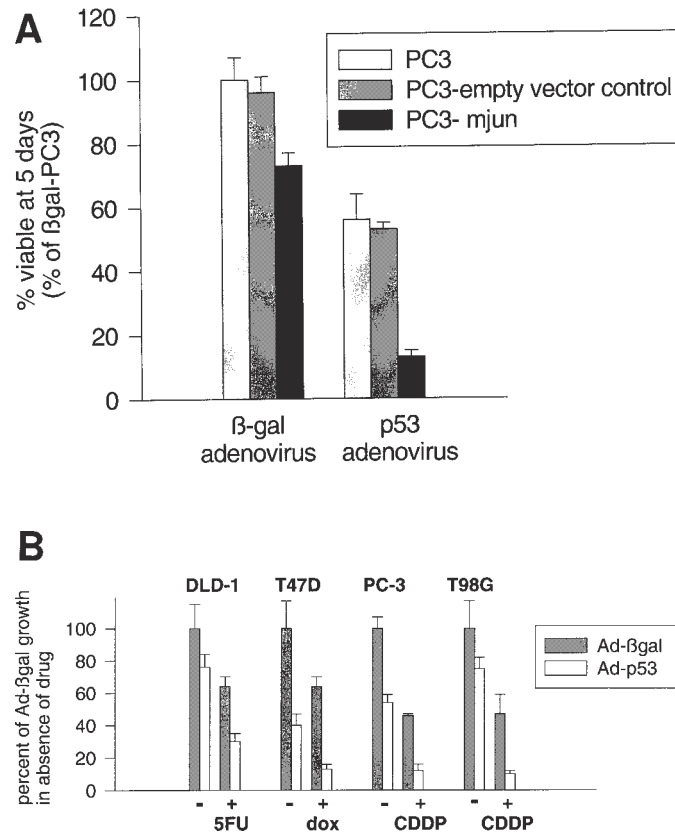 A
120
100
80
60
40
20
0
% viable at 5 days
(% of ßgal-PC3)
PC3
PC3-empty vector control
PC3- mjun
ß-gal
adenovirus
p53
adenovirus
B
DLD-1 T47D PC-3 T98G
100
80
60
40
20
0
percent of Ad-ßgal growth
in absence of drug
Ad-ßgal
Ad-p53
- + - + - + - +
5FU dox CDDP CDDP